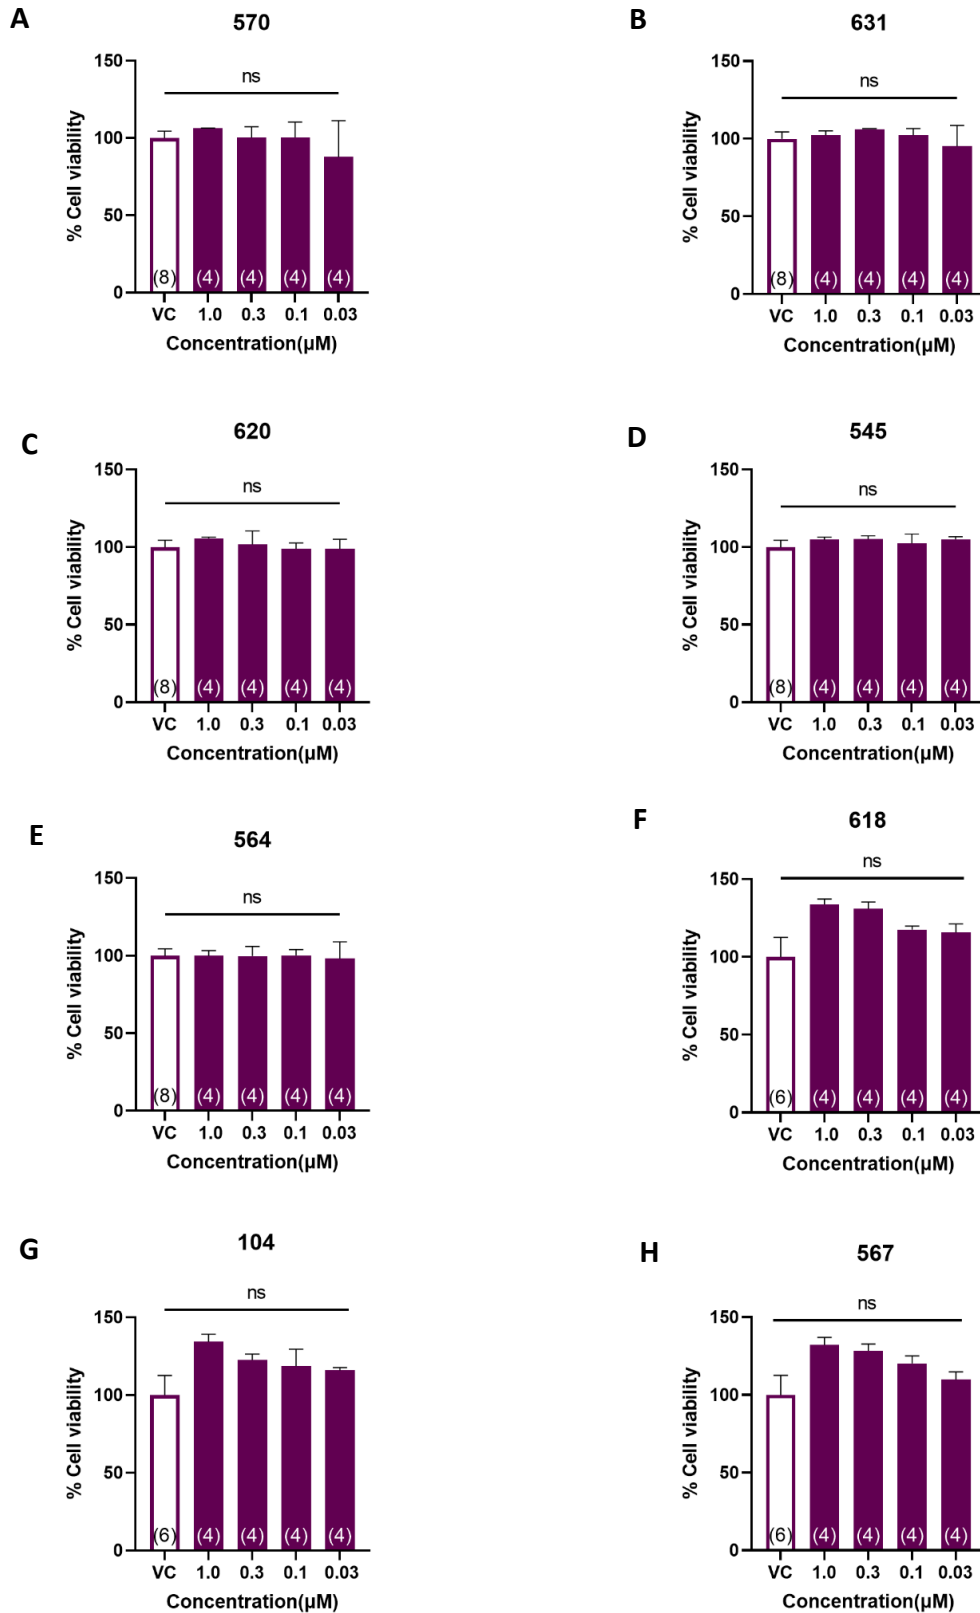 A
570
150
100
50
0
% Cell viability
ns
(8) (4) (4) (4) (4)
VC 1.0 0.3 0.1 0.03
Concentration(µM)
B
631
150
100
50
0
% Cell viability
ns
(8) (4) (4) (4) (4)
VC 1.0 0.3 0.1 0.03
Concentration(µM)
C
620
150
100
50
0
% Cell viability
ns
(8) (4) (4) (4) (4)
VC 1.0 0.3 0.1 0.03
Concentration(µM)
D
545
150
100
50
0
% Cell viability
ns
(8) (4) (4) (4) (4)
VC 1.0 0.3 0.1 0.03
Concentration(µM)
E
564
150
100
50
0
% Cell viability
ns
(8) (4) (4) (4) (4)
VC 1.0 0.3 0.1 0.03
Concentration(µM)
F
618
150
100
50
0
% Cell viability
ns
(6) (4) (4) (4) (4)
VC 1.0 0.3 0.1 0.03
Concentration(µM)
G
104
150
100
50
0
% Cell viability
ns
(6) (4) (4) (4) (4)
VC 1.0 0.3 0.1 0.03
Concentration(µM)
H
567
150
100
50
0
% Cell viability
ns
(6) (4) (4) (4) (4)
VC 1.0 0.3 0.1 0.03
Concentration(µM)